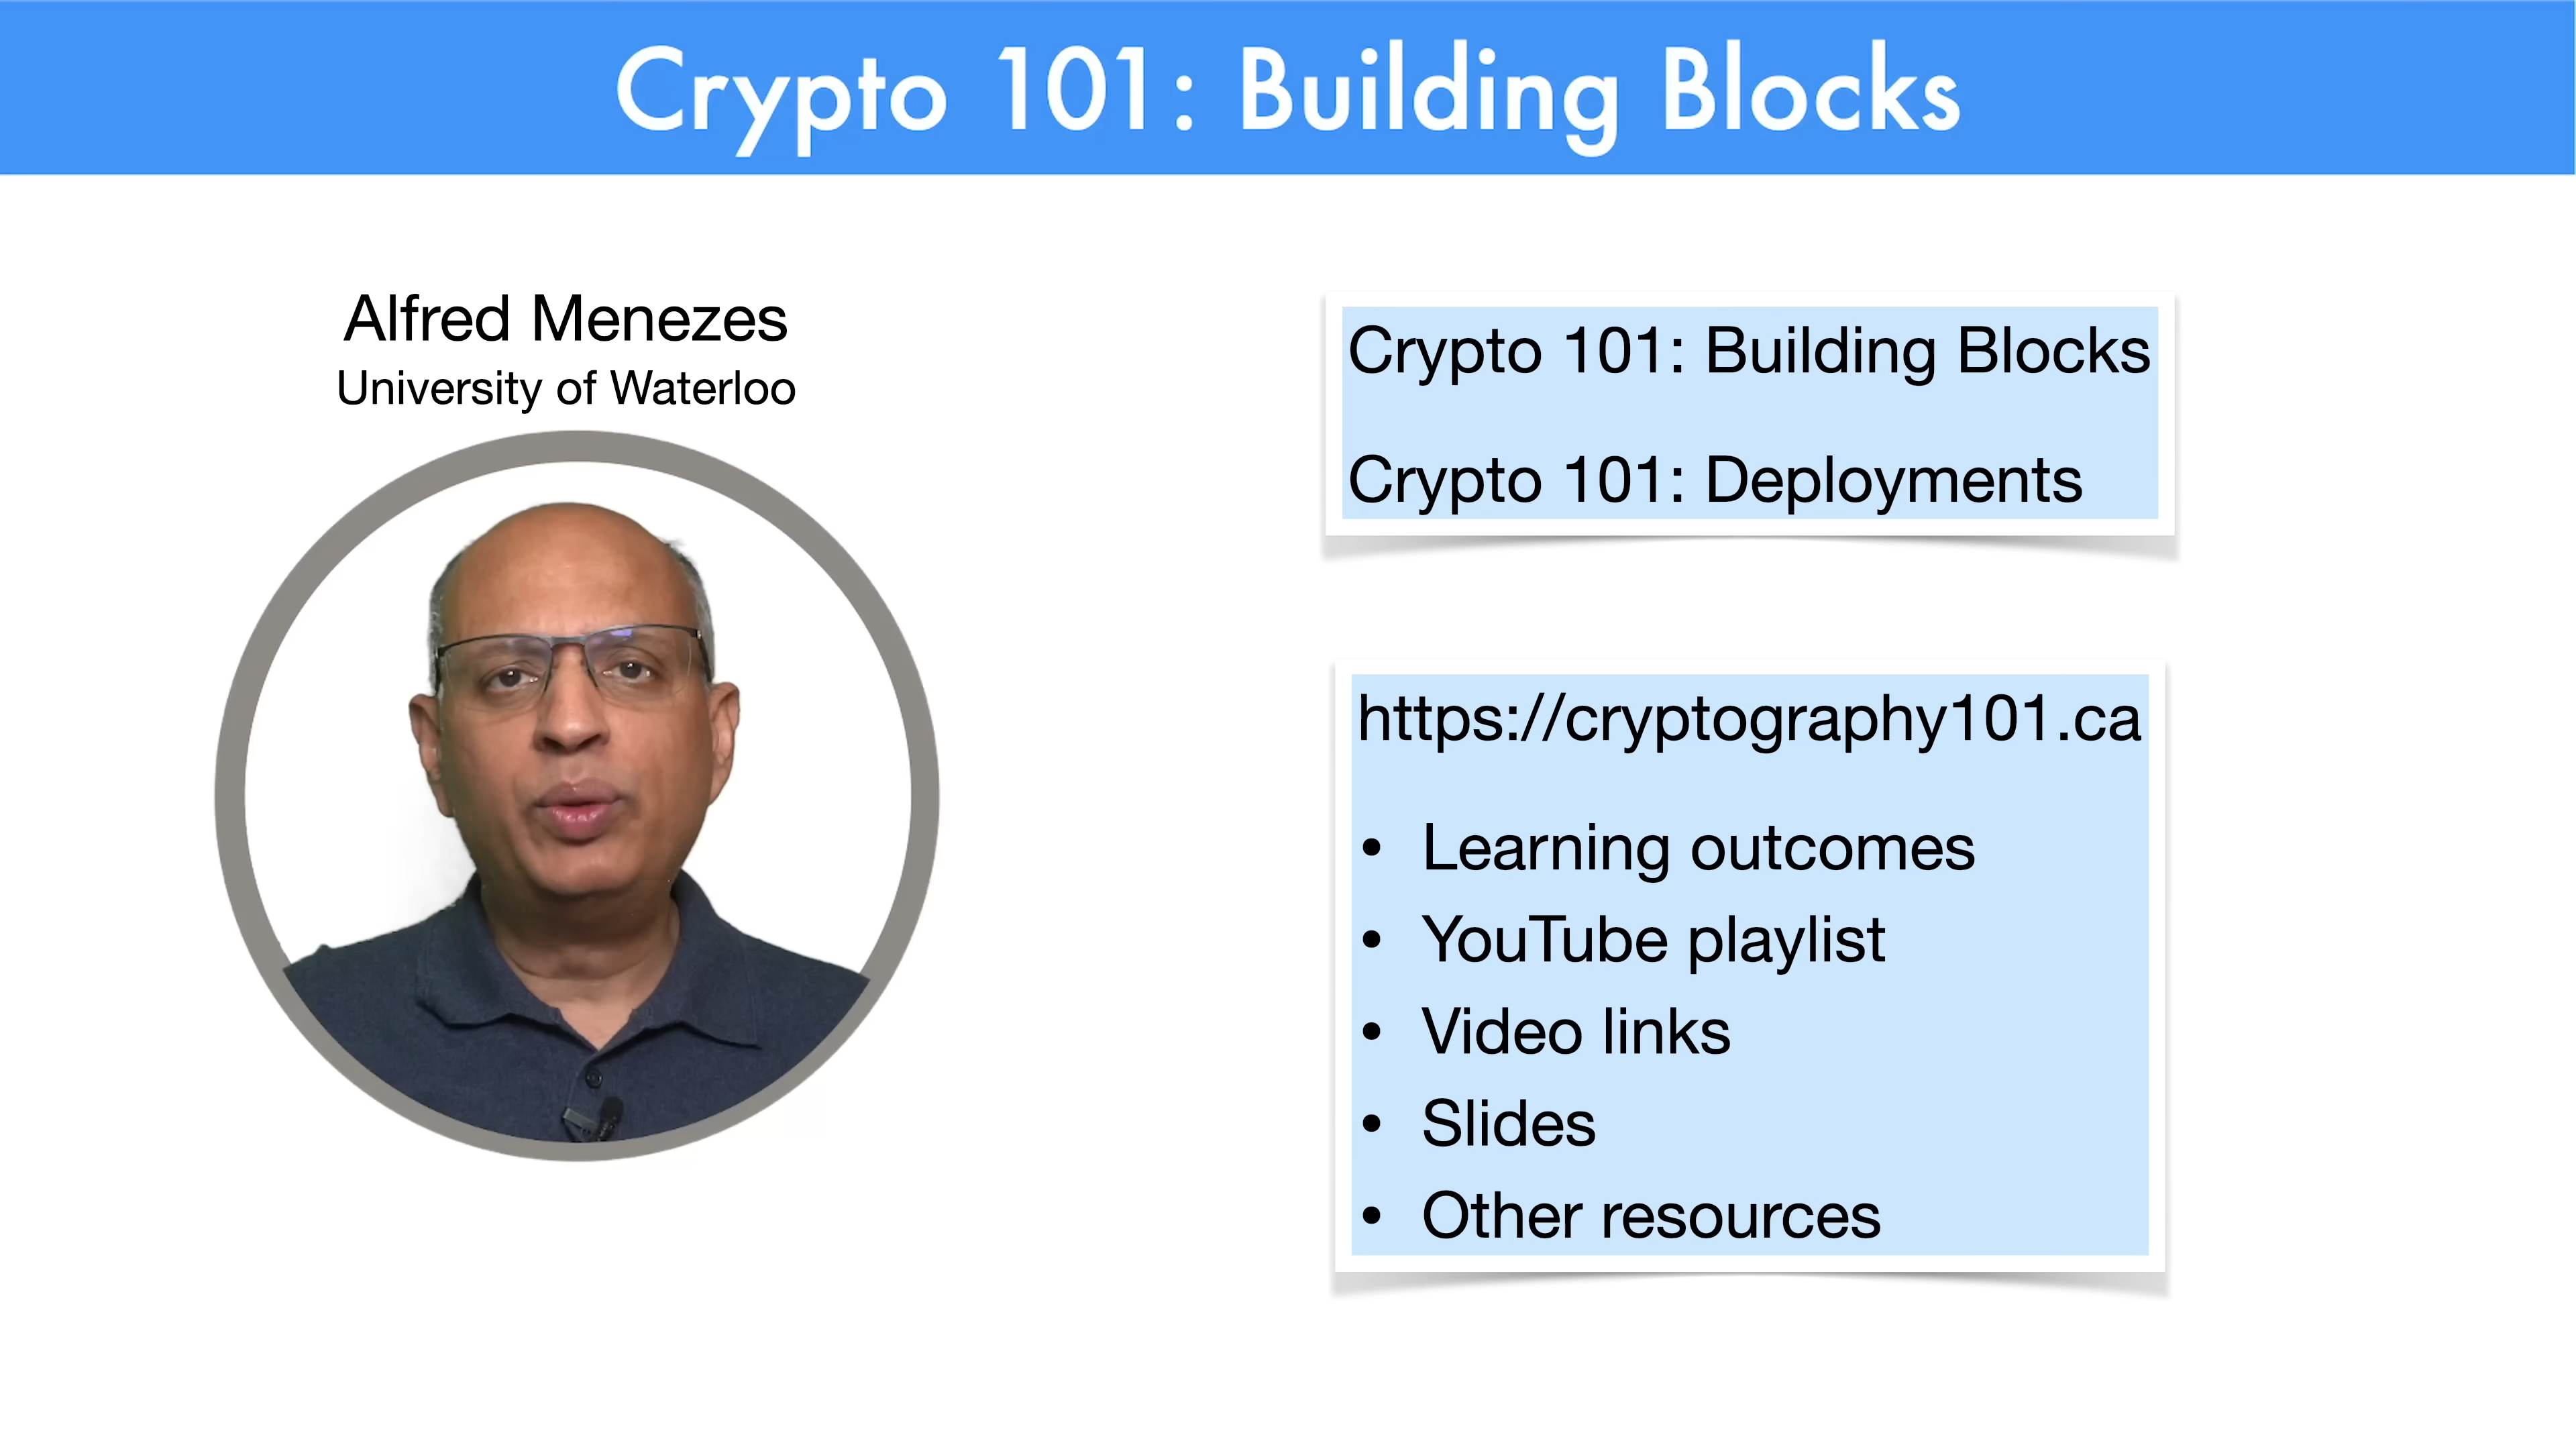 Crypto 101: Building Blocks
Alfred Menezes
University of Waterloo
Crypto 101: Building Blocks
Crypto 101: Deployments
https://cryptography101.ca
• Learning outcomes
• YouTube playlist
• Video links
• Slides
• Other resources